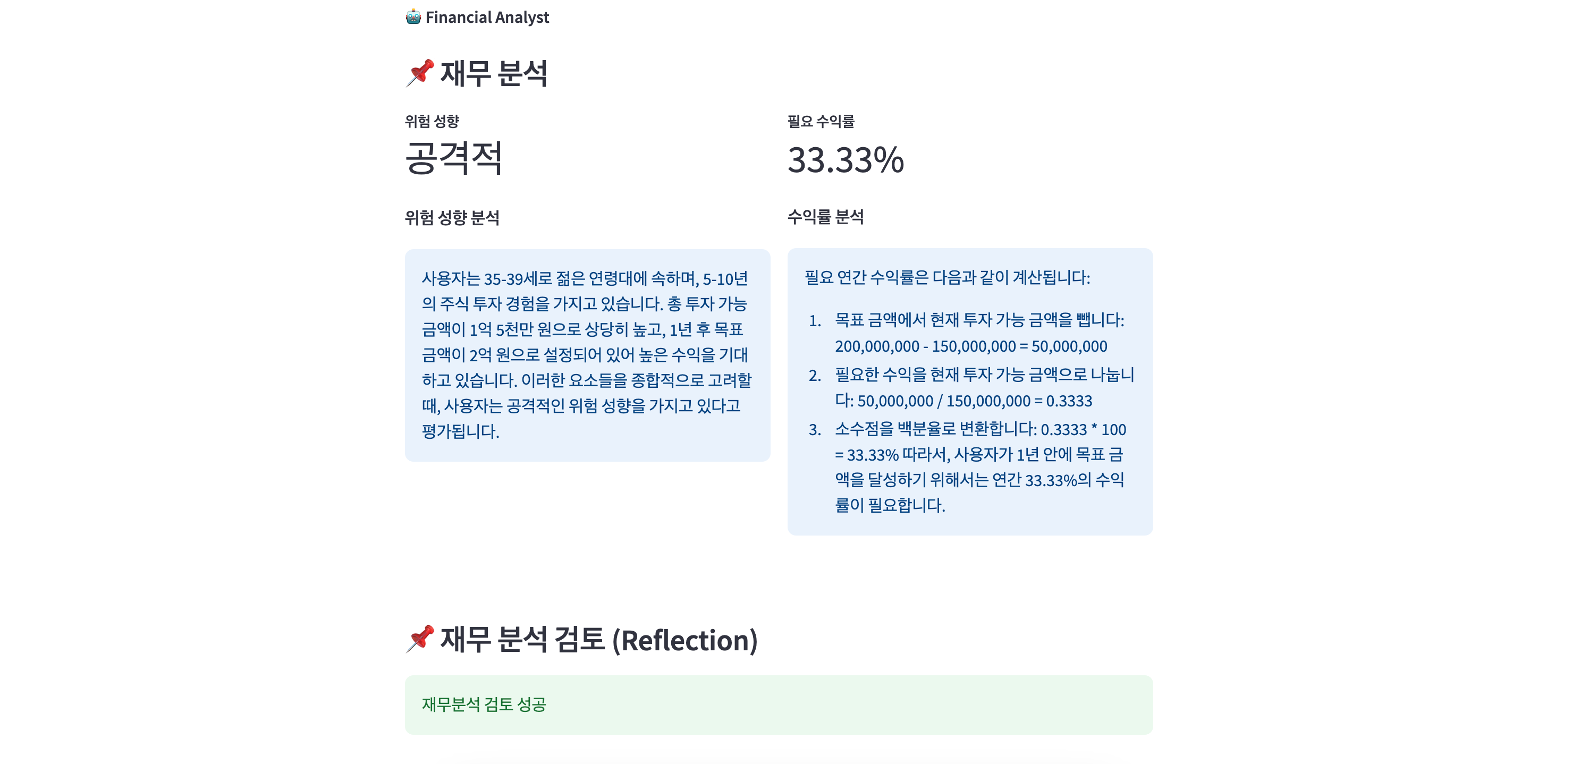 Financial Analyst
재무 분석
위험 성향
공격적
위험 성향 분석
사용자는 35-39세로 젊은 연령대에 속하며, 5-10년
의 주식 투자 경험을 가지고 있습니다. 총 투자 가능
금액이 1억 5천만 원으로 상당히 높고, 1년 후 목표
금액이 2억 원으로 설정되어 있어 높은 수익을 기대
하고 있습니다. 이러한 요소들을 종합적으로 고려할
때, 사용자는 공격적인 위험 성향을 가지고 있다고
평가됩니다.
필요 수익률
33.33%
수익률 분석
필요 연간 수익률은 다음과 같이 계산됩니다:
1. 목표 금액에서 현재 투자 가능 금액을 뺍니다:
200,000,000 - 150,000,000 = 50,000,000
2. 필요한 수익을 현재 투자 가능 금액으로 나눕니
다: 50,000,000 / 150,000,000 = 0.3333
3. 소수점을 백분율로 변환합니다: 0.3333 * 100
= 33.33% 따라서, 사용자가 1년 안에 목표 금
액을 달성하기 위해서는 연간 33.33%의 수익
률이 필요합니다.
재무 분석 검토 (Reflection)
재무분석 검토 성공